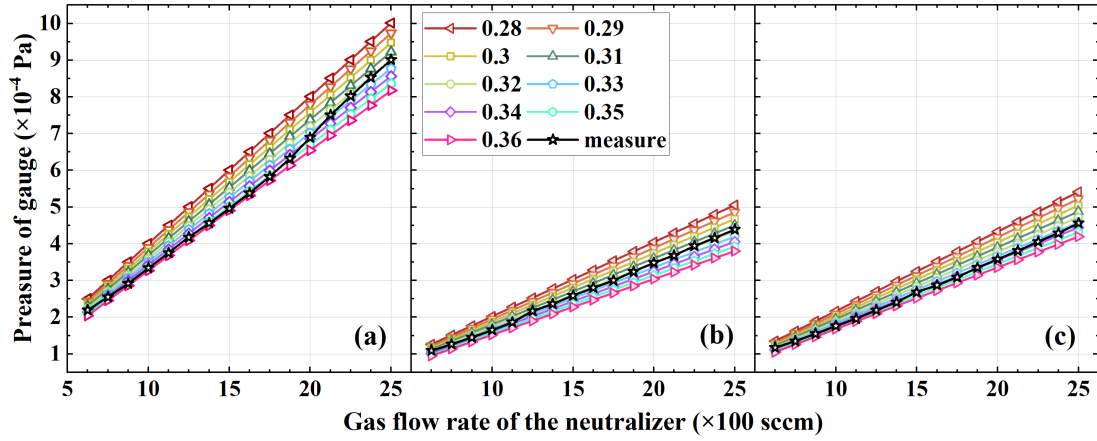 Preasure of gauge (×10⁻⁴ Pa)
10
9
8
7
6
5
4
3
2
1
0.28 0.29
0.3 0.31
0.32 0.33
0.34 0.35
0.36 measure
(a) (b) (c)
5 10 15 20 25 10 15 20 25 10 15 20 25
Gas flow rate of the neutralizer (×100 sccm)